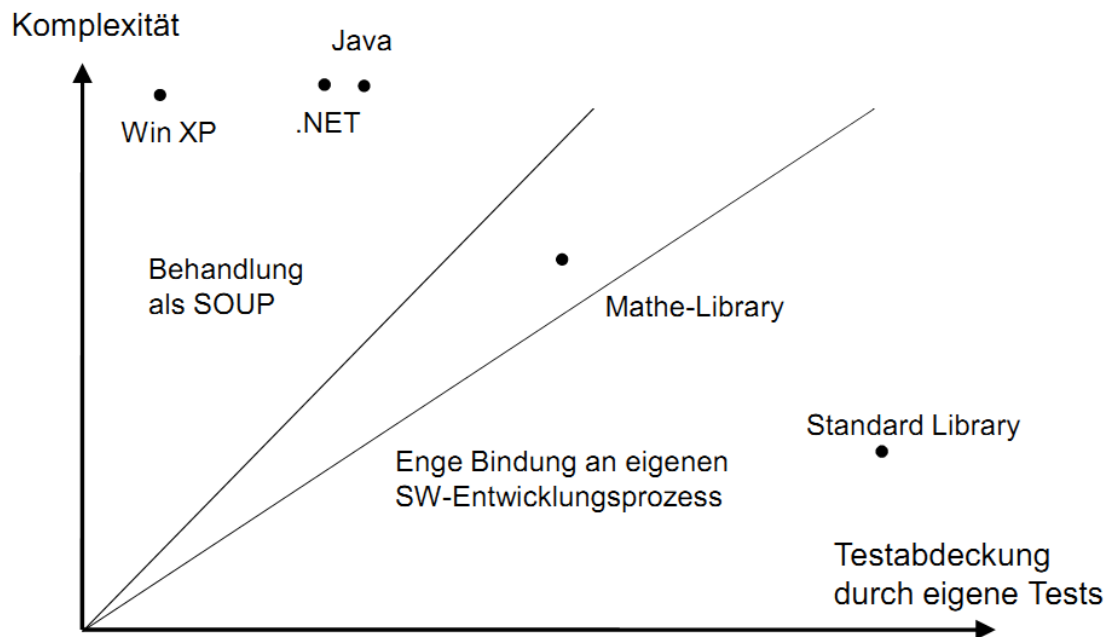 Komplexität
Java
Win XP
.NET
Behandlung
als SOUP
Mathe-Library
Standard Library
Enge Bindung an eigenen
SW-Entwicklungsprozess
Testabdeckung
durch eigene Tests